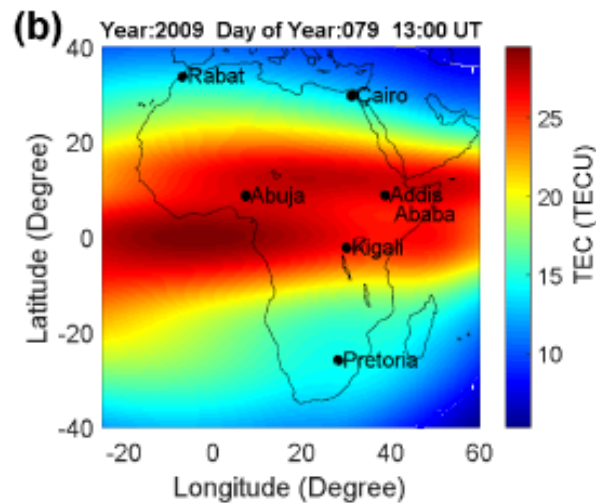 (b) Year:2009 Day of Year:079 13:00 UT
40
Rabat
Cairo
20
Abuja
Addis
Ababa
0
Kigali
-20
Pretoria
-40
-20 0 20 40 60
Longitude (Degree)
Latitude (Degree)
25
20
15
10
TEC (TECU)